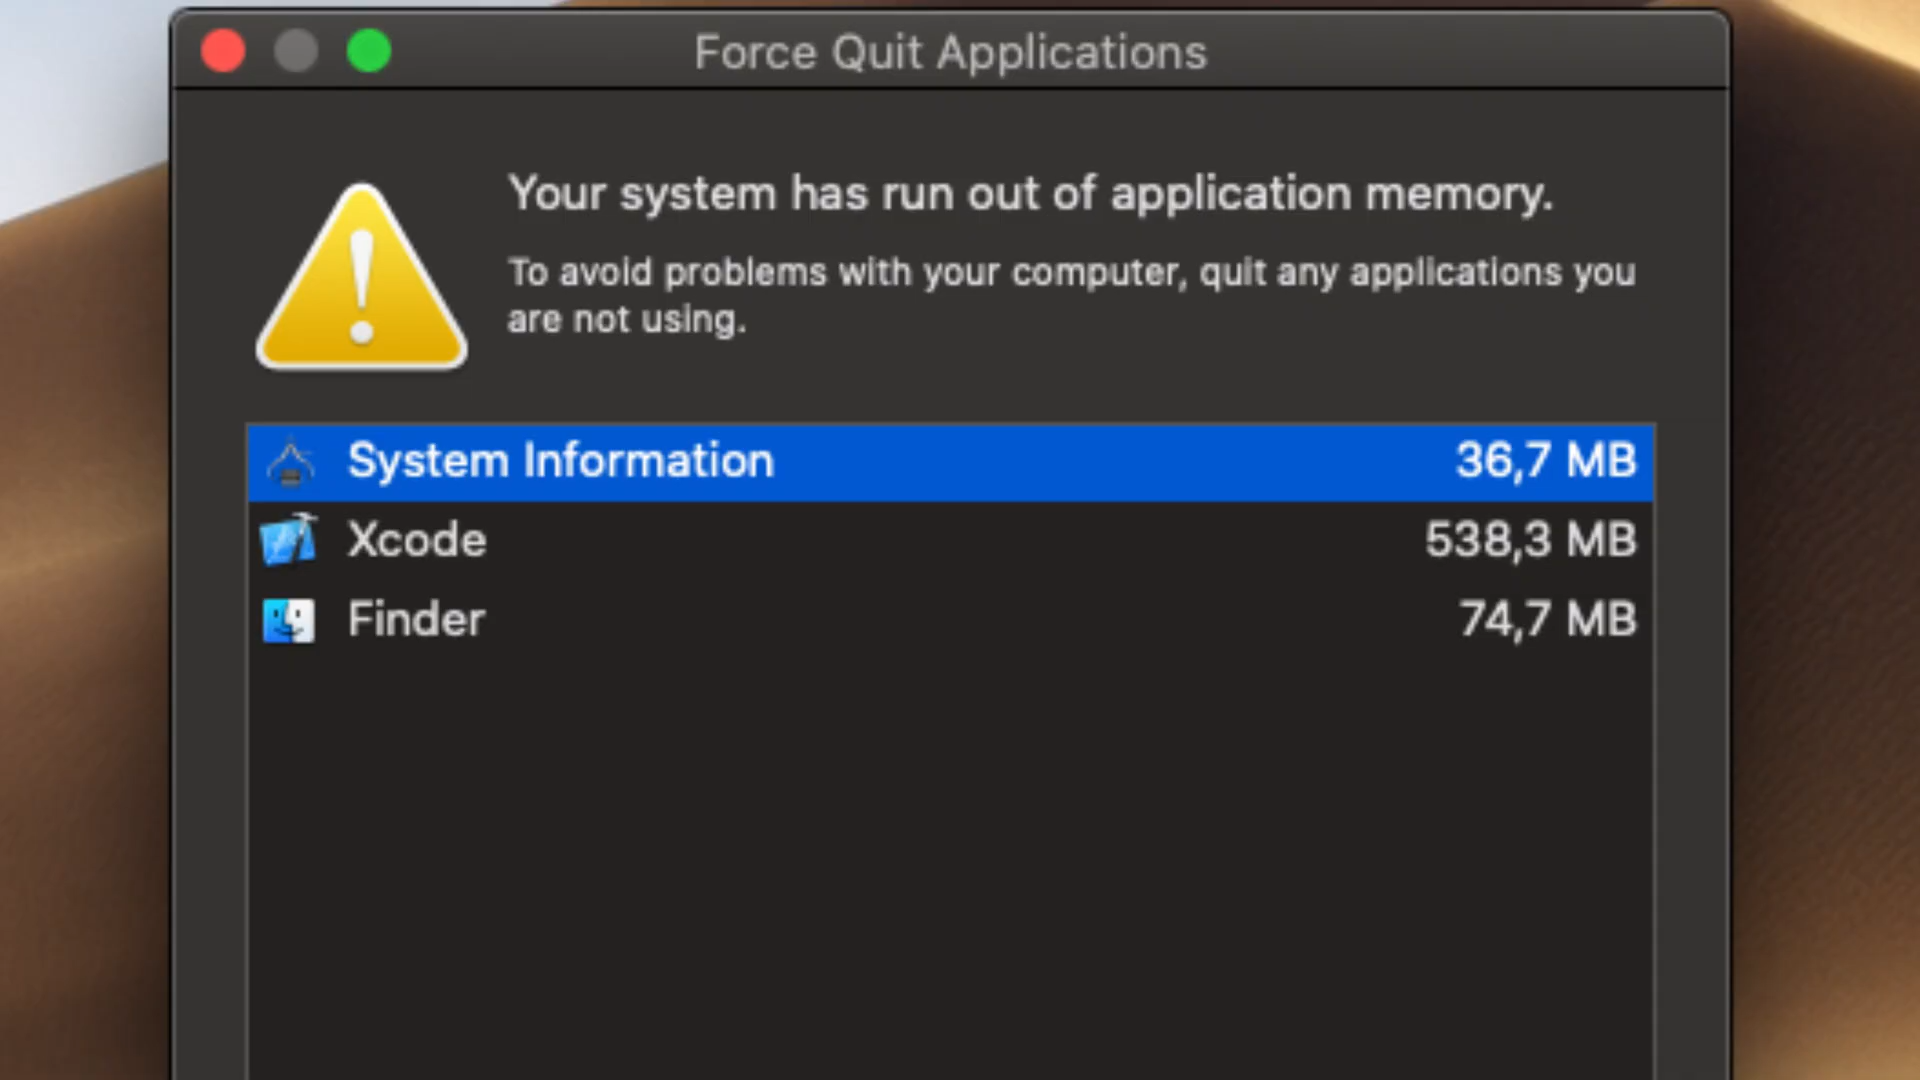 Force Quit Applications
Your system has run out of application memory.
To avoid problems with your computer, quit any applications you
are not using.
System Information 36,7 MB
Xcode 538,3 MB
Finder 74,7 MB